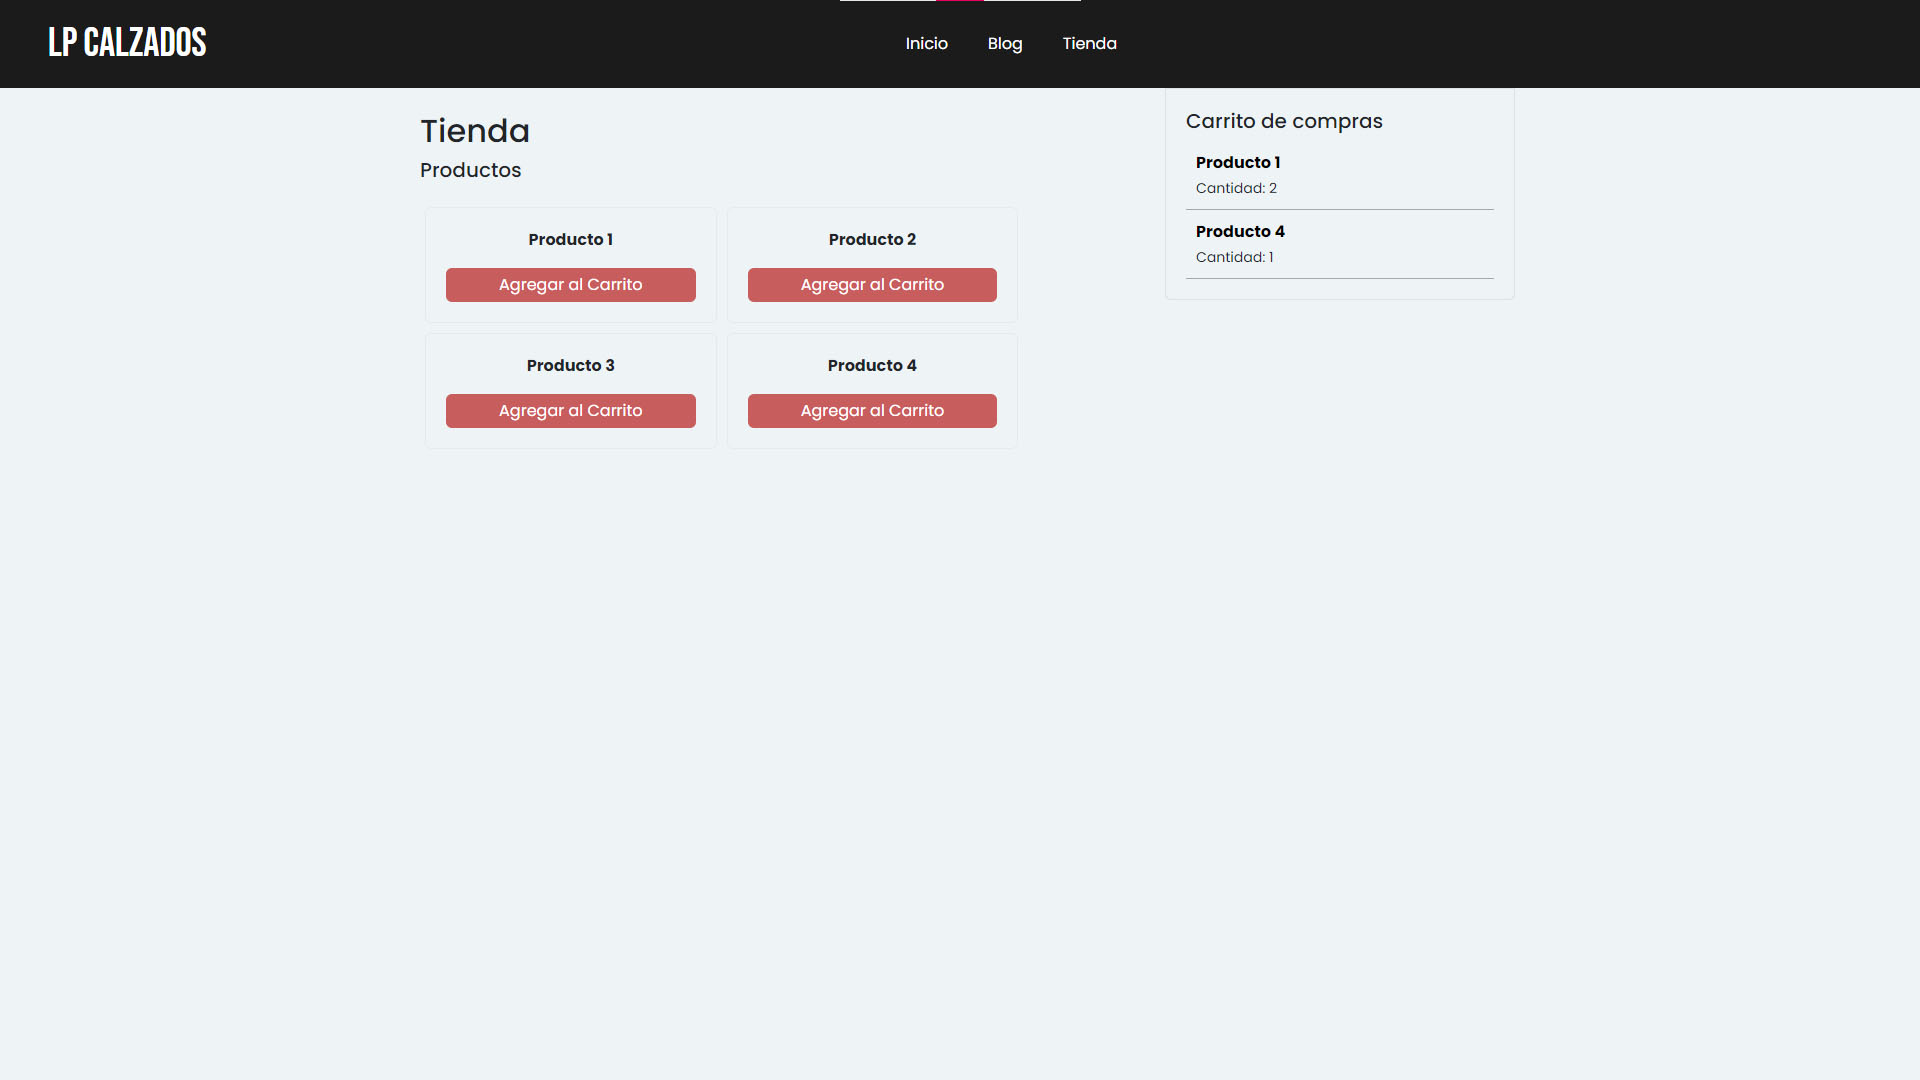 LP CALZADOS
Inicio
Blog
Tienda
Tienda
Productos
Producto 1
Agregar al Carrito
Producto 2
Agregar al Carrito
Producto 3
Agregar al Carrito
Producto 4
Agregar al Carrito
Carrito de compras
Producto 1
Cantidad: 2
Producto 4
Cantidad: 1